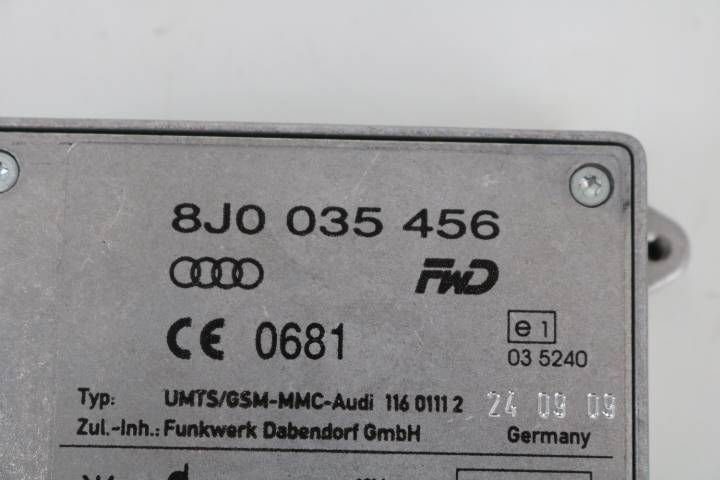 8J0 035 456
FWD
CE 0681
e1
03 5240
Typ: UMTS/GSM-MMC-Audi 116 0111 2 24 09 09
Zul.-Inh.: Funkwerk Dabendorf GmbH Germany